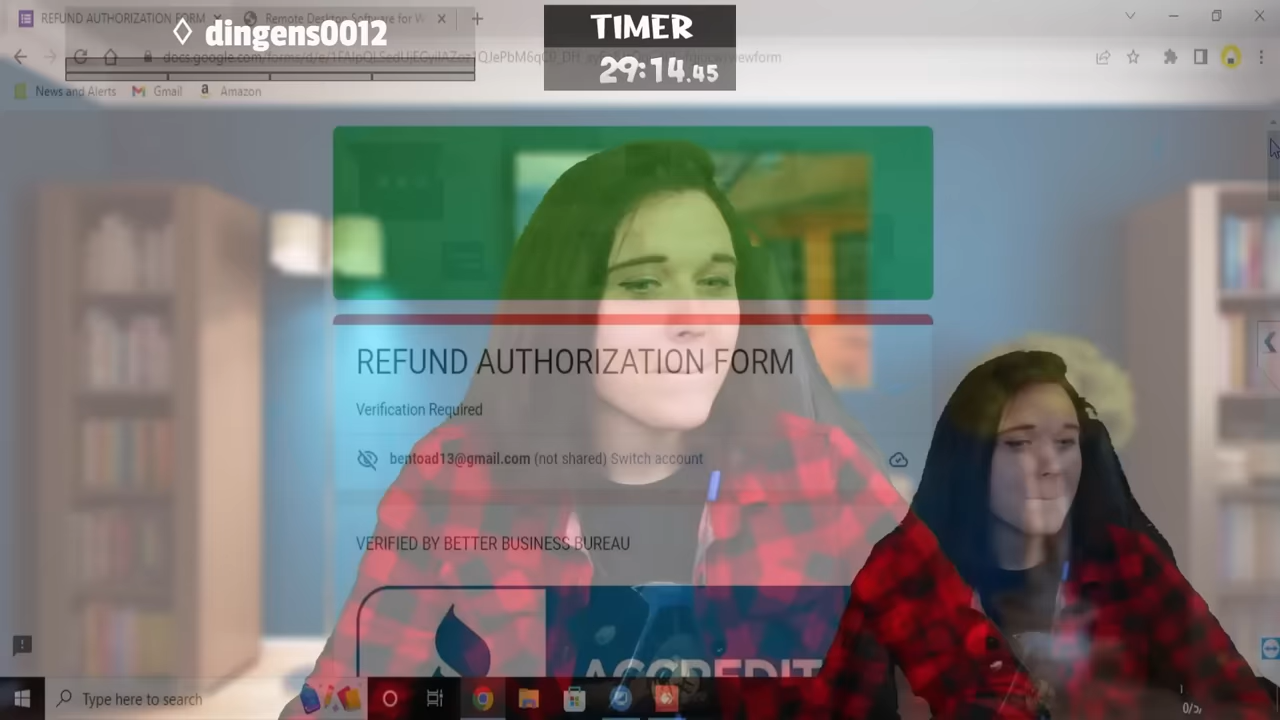 REFUND AUTHORIZATION FORM
Remote Desktop Software for W
dingens0012
TIMER
29:14.45
News and Alerts
Gmail
Amazon
REFUND AUTHORIZATION FORM
Verification Required
bentoad13@gmail.com (not shared) Switch account
VERIFIED BY BETTER BUSINESS BUREAU
ACCREDIT
Type here to search